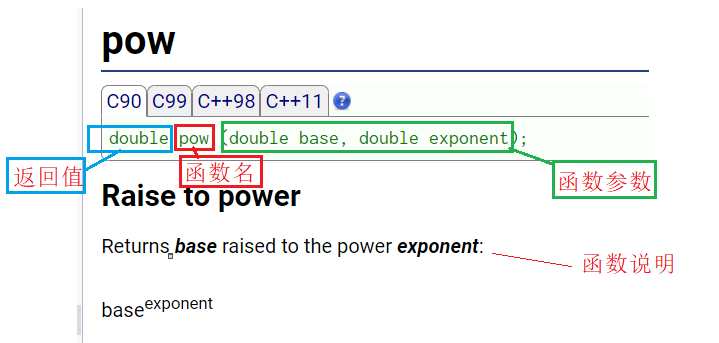 pow
C90 C99 C++98 C++11 ?
double pow (double base, double exponent);
返回值 函数名 函数参数
Raise to power
Returns base raised to the power exponent:
函数说明
base^exponent